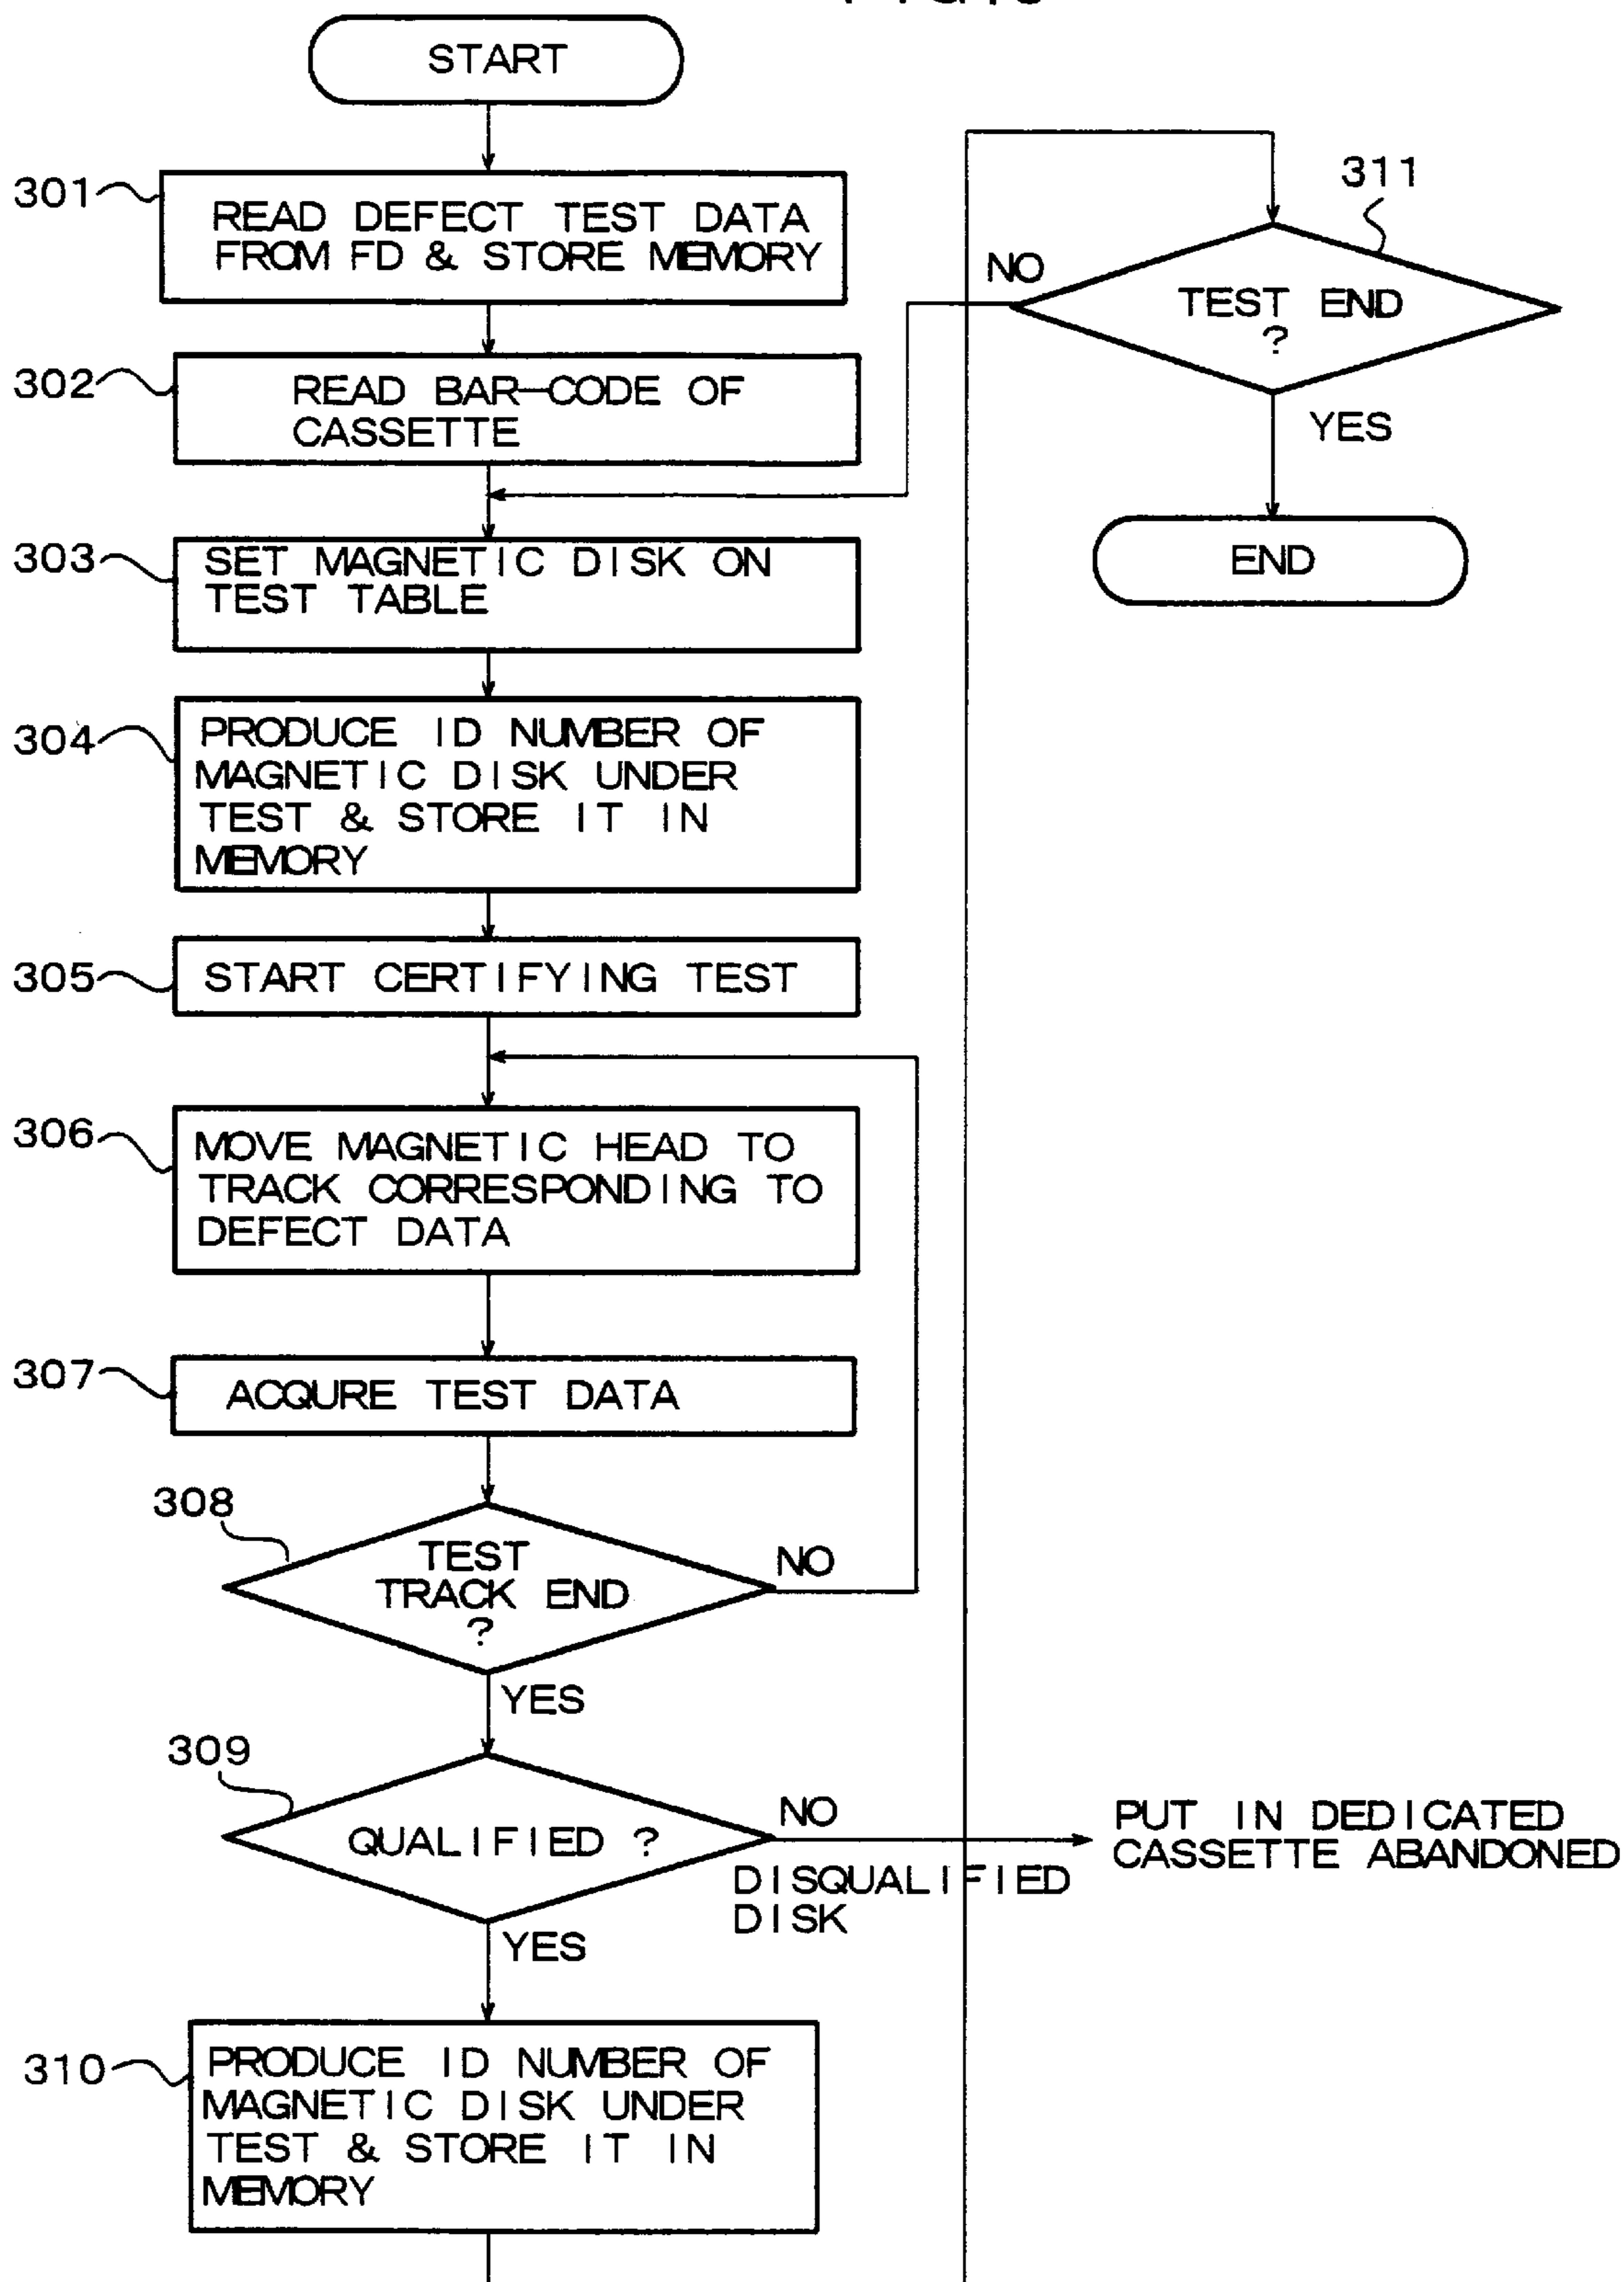 START
301
READ DEFECT TEST DATA
FROM FD & STORE MEMORY
302
READ BAR-CODE OF
CASSETTE
303
SET MAGNETIC DISK ON
TEST TABLE
304
PRODUCE ID NUMBER OF
MAGNETIC DISK UNDER
TEST & STORE IT IN
MEMORY
305
START CERTIFYING TEST
306
MOVE MAGNETIC HEAD TO
TRACK CORRESPONDING TO
DEFECT DATA
307
ACQURE TEST DATA
308
TEST
TRACK END
?
NO
YES
309
QUALIFIED ?
NO
DISQUALIFIED
DISK
PUT IN DEDICATED
CASSETTE ABANDONED
YES
310
PRODUCE ID NUMBER OF
MAGNETIC DISK UNDER
TEST & STORE IT IN
MEMORY
311
TEST END
?
NO
YES
END